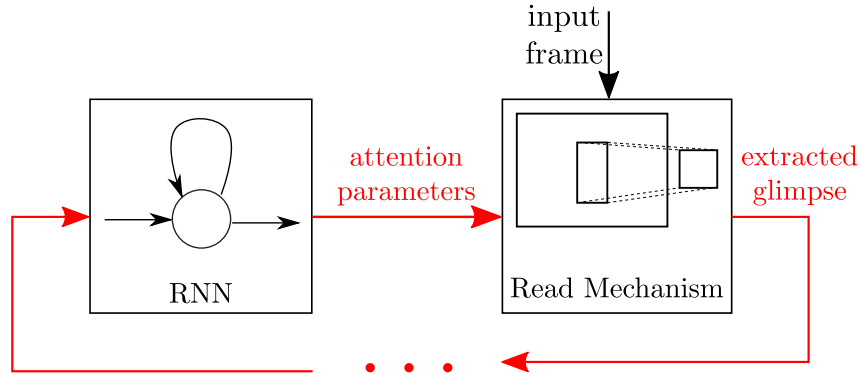 input
frame
attention
parameters
extracted
glimpse
RNN
Read Mechanism